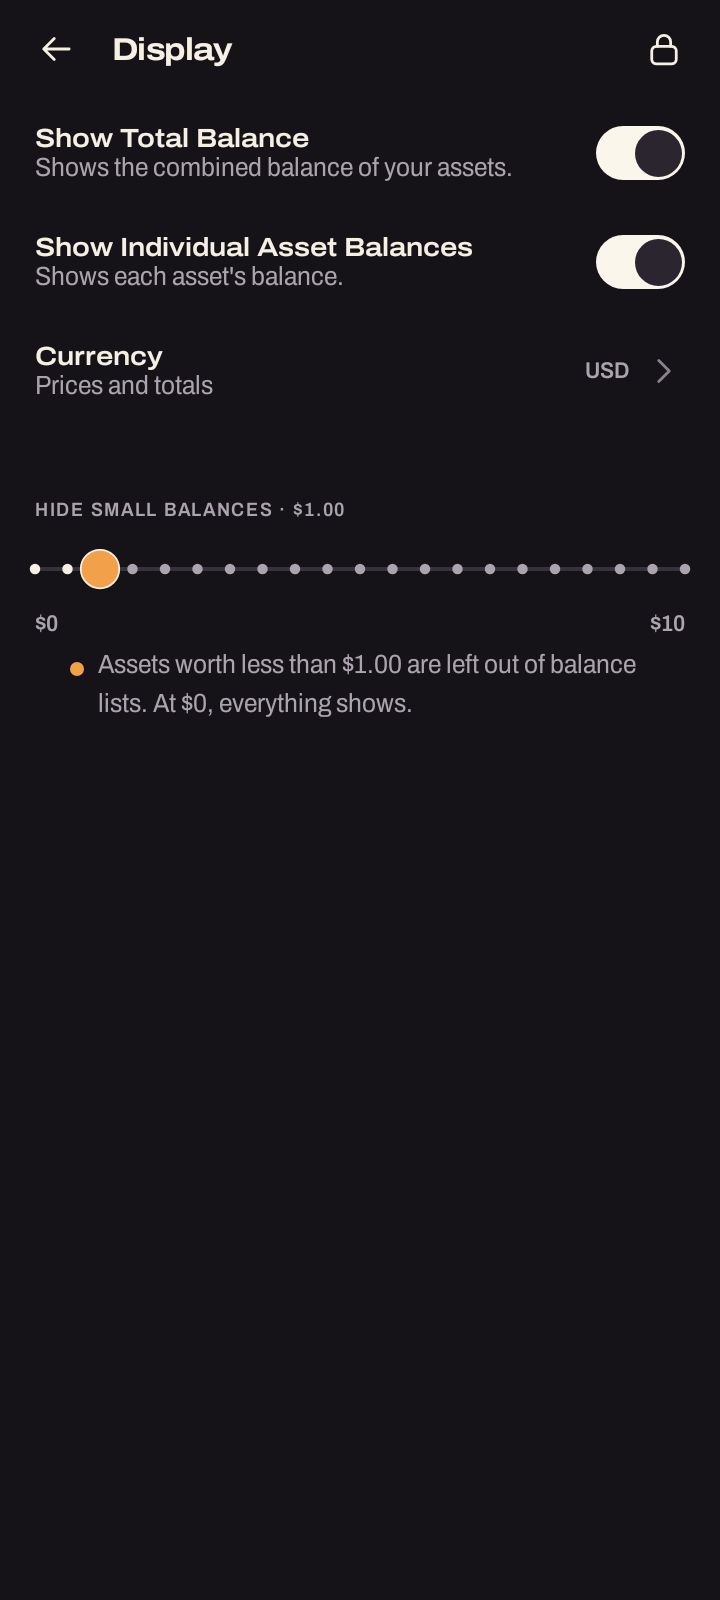 Display
Show Total Balance
Shows the combined balance of your assets.
Show Individual Asset Balances
Shows each asset's balance.
Currency
Prices and totals
USD
HIDE SMALL BALANCES · $1.00
$0
$10
Assets worth less than $1.00 are left out of balance
lists. At $0, everything shows.